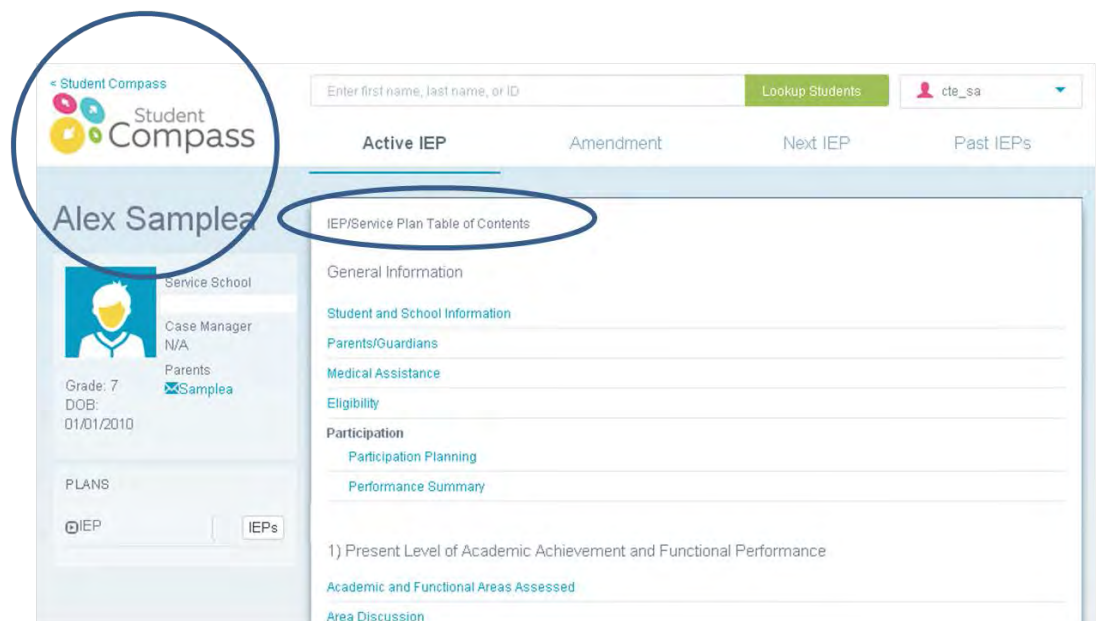 < Student Compass
Student
Compass
Enter first name, last name, or ID
Lookup Students
cte_sa
Active IEP
Amendment
Next IEP
Past IEPs
Alex Samplea
Service School
Case Manager
N/A
Parents
Samplea
Grade: 7
DOB:
01/01/2010
PLANS
IEP
IEPs
IEP/Service Plan Table of Contents
General Information
Student and School Information
Parents/Guardians
Medical Assistance
Eligibility
Participation
Participation Planning
Performance Summary
1) Present Level of Academic Achievement and Functional Performance
Academic and Functional Areas Assessed
Area Discussion